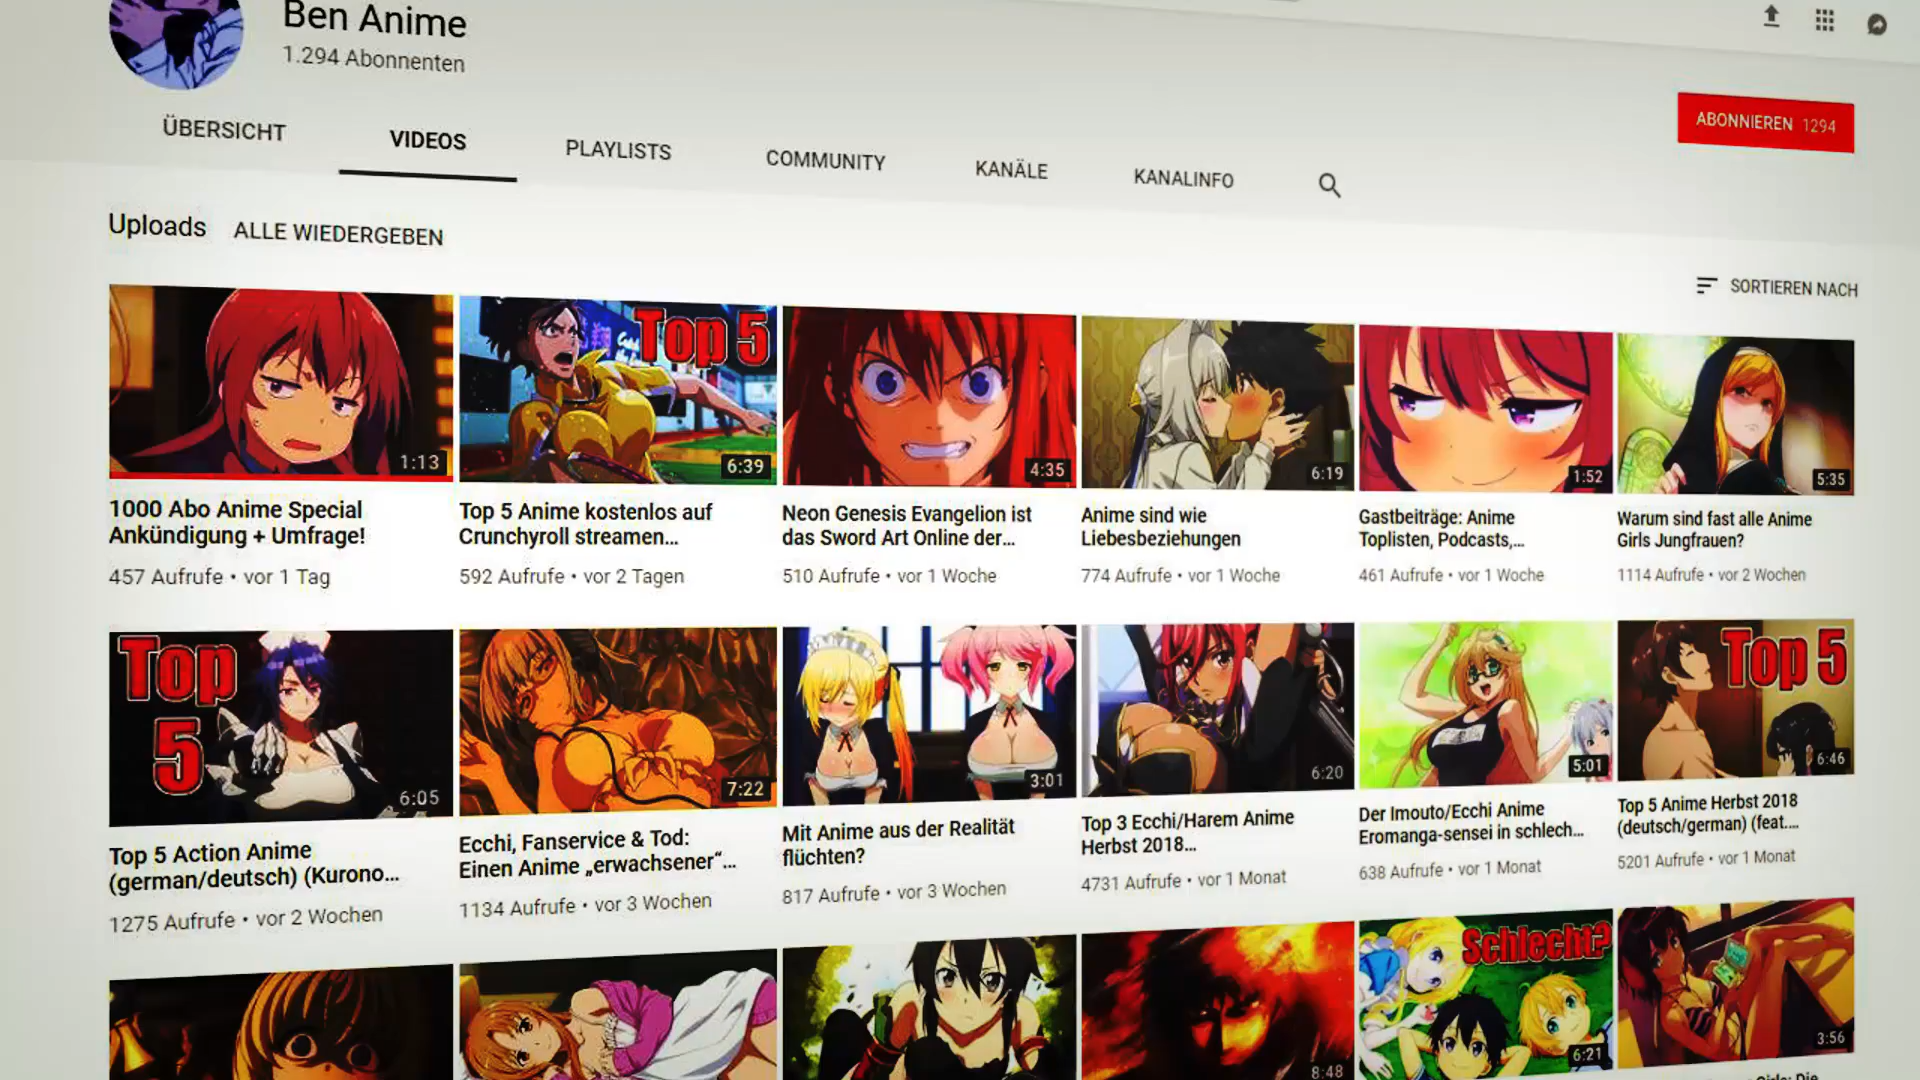 Ben Anime
1.294 Abonnenten
ABONNIEREN 1294
ÜBERSICHT
VIDEOS
PLAYLISTS
COMMUNITY
KANÄLE
KANALINFO
Uploads
ALLE WIEDERGEBEN
SORTIEREN NACH
1:13
Top 5
6:39
4:35
6:19
1:52
5:35
1000 Abo Anime Special
Ankündigung + Umfrage!
457 Aufrufe • vor 1 Tag
Top 5 Anime kostenlos auf
Crunchyroll streamen...
592 Aufrufe • vor 2 Tagen
Neon Genesis Evangelion ist
das Sword Art Online der...
510 Aufrufe • vor 1 Woche
Anime sind wie
Liebesbeziehungen
774 Aufrufe • vor 1 Woche
Gastbeiträge: Anime
Toplisten, Podcasts,...
461 Aufrufe • vor 1 Woche
Warum sind fast alle Anime
Girls Jungfrauen?
1114 Aufrufe • vor 2 Wochen
Top
5
6:05
7:22
3:01
6:20
5:01
Top 5
6:46
Top 5 Action Anime
(german/deutsch) (Kurono...
1275 Aufrufe • vor 2 Wochen
Ecchi, Fanservice & Tod:
Einen Anime „erwachsener“...
1134 Aufrufe • vor 3 Wochen
Mit Anime aus der Realität
flüchten?
817 Aufrufe • vor 3 Wochen
Top 3 Ecchi/Harem Anime
Herbst 2018...
4731 Aufrufe • vor 1 Monat
Der Imouto/Ecchi Anime
Eromanga-sensei in schlech...
638 Aufrufe • vor 1 Monat
Top 5 Anime Herbst 2018
(deutsch/german) (feat....
5201 Aufrufe • vor 1 Monat
8:48
Schlecht?
6:21
3:56